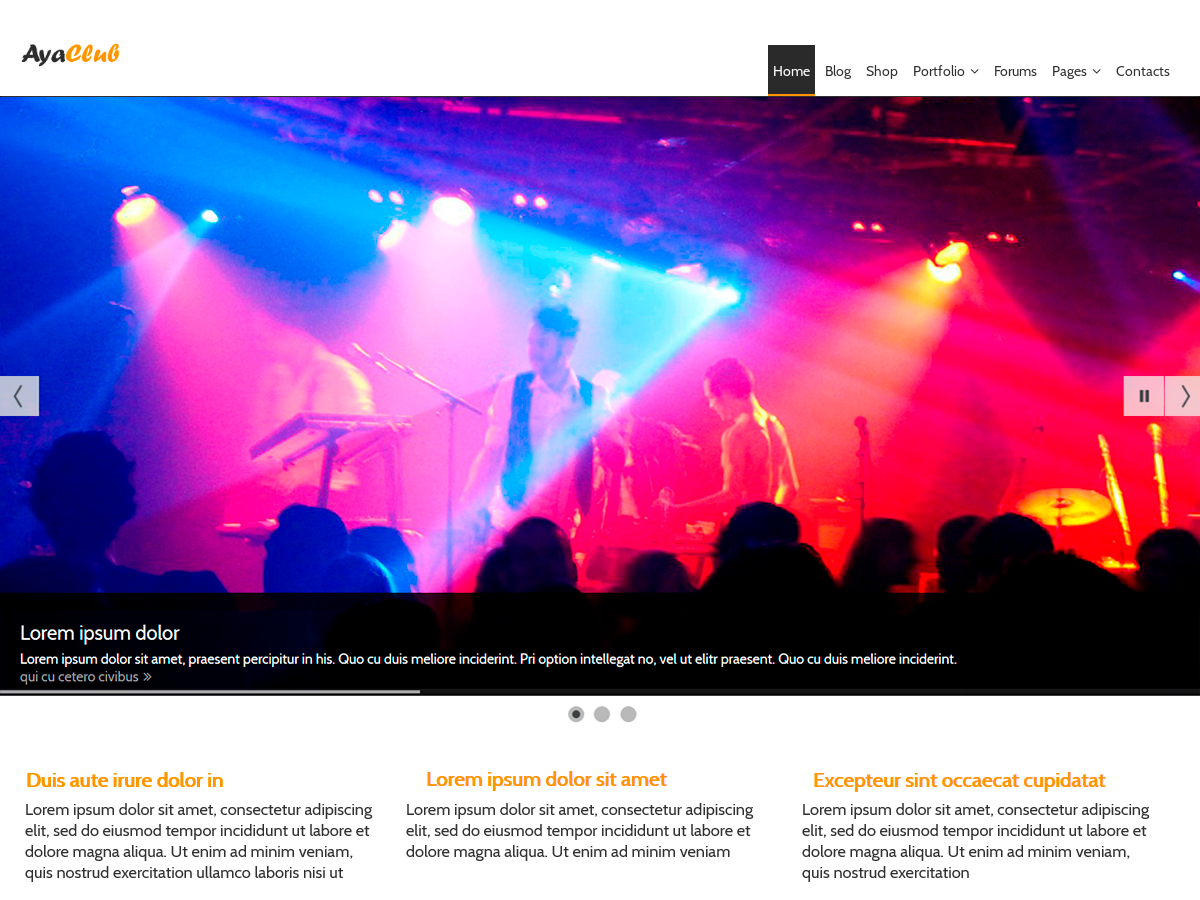 AyaClub
Home Blog Shop Portfolio Forums Pages Contacts
Lorem ipsum dolor
Lorem ipsum dolor sit amet, praesent percipitur in his. Quo cu duis meliore inciderint. Pri option intellegat no, vel ut elitr praesent. Quo cu duis meliore inciderint.
qui cu cetero civibus »
Duis aute irure dolor in
Lorem ipsum dolor sit amet, consectetur adipiscing
elit, sed do eiusmod tempor incididunt ut labore et
dolore magna aliqua. Ut enim ad minim veniam,
quis nostrud exercitation ullamco laboris nisi ut
Lorem ipsum dolor sit amet
Lorem ipsum dolor sit amet, consectetur adipiscing
elit, sed do eiusmod tempor incididunt ut labore et
dolore magna aliqua. Ut enim ad minim veniam
Excepteur sint occaecat cupidatat
Lorem ipsum dolor sit amet, consectetur adipiscing
elit, sed do eiusmod tempor incididunt ut labore et
dolore magna aliqua. Ut enim ad minim veniam,
quis nostrud exercitation